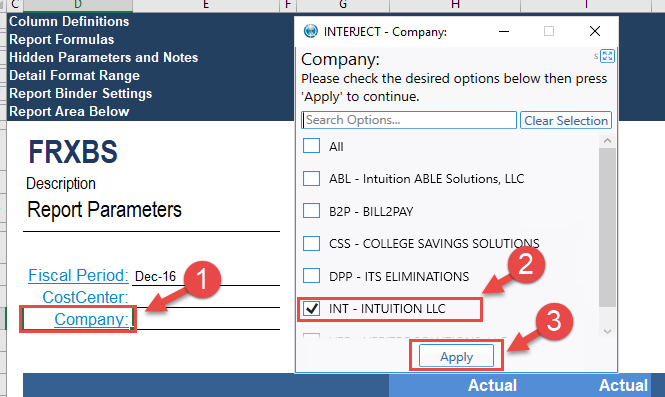 C D E F G H I
Column Definitions
Report Formulas
Hidden Parameters and Notes
Detail Format Range
Report Binder Settings
Report Area Below
FRXBS
Description
Report Parameters
Fiscal Period: Dec-16
CostCenter:
Company:
1
INTERJECT - Company:
Company:
s
Please check the desired options below then press
'Apply' to continue.
Search Options...
Clear Selection
All
ABL - Intuition ABLE Solutions, LLC
B2P - BILL2PAY
CSS - COLLEGE SAVINGS SOLUTIONS
DPP - ITS ELIMINATIONS
2
INT - INTUITION LLC
3
Apply
Actual Actual